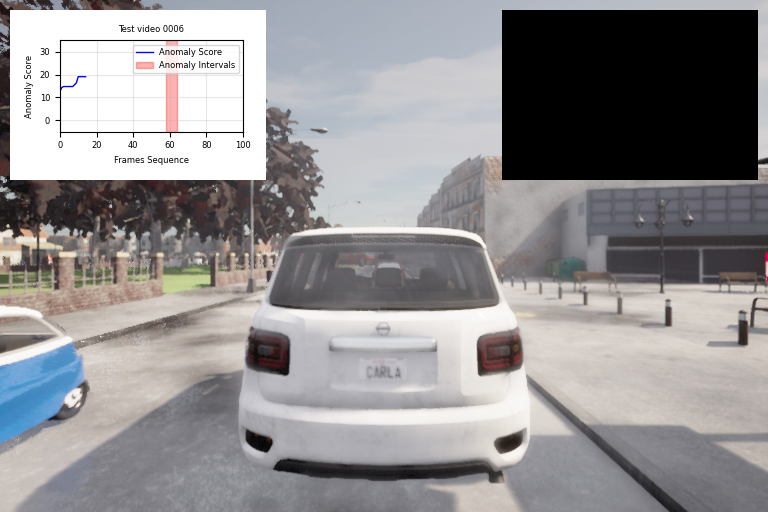 Test video 0006
Anomaly Score
Anomaly Intervals
30
20
10
0
Anomaly Score
0 20 40 60 80 100
Frames Sequence
CARLA